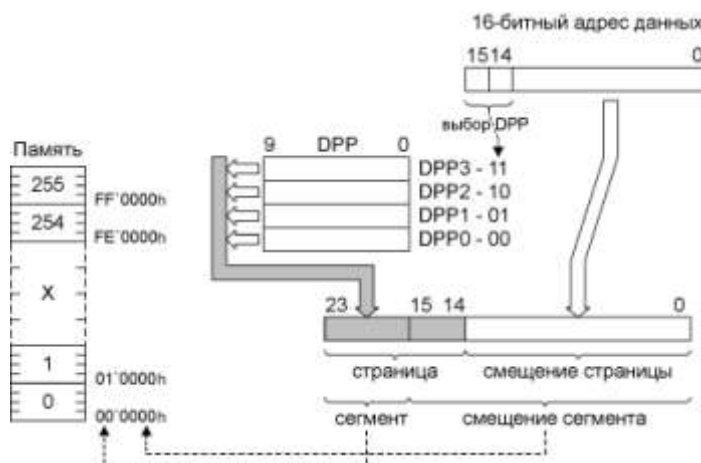 16-битный адрес данных
15 14 0
выбор DPP
9 DPP 0
DPP3 - 11
DPP2 - 10
DPP1 - 01
DPP0 - 00
Память
255
FF`0000h
254
FE`0000h
X
1
01`0000h
0
00`0000h
23 15 14 0
страница смещение страницы
сегмент смещение сегмента